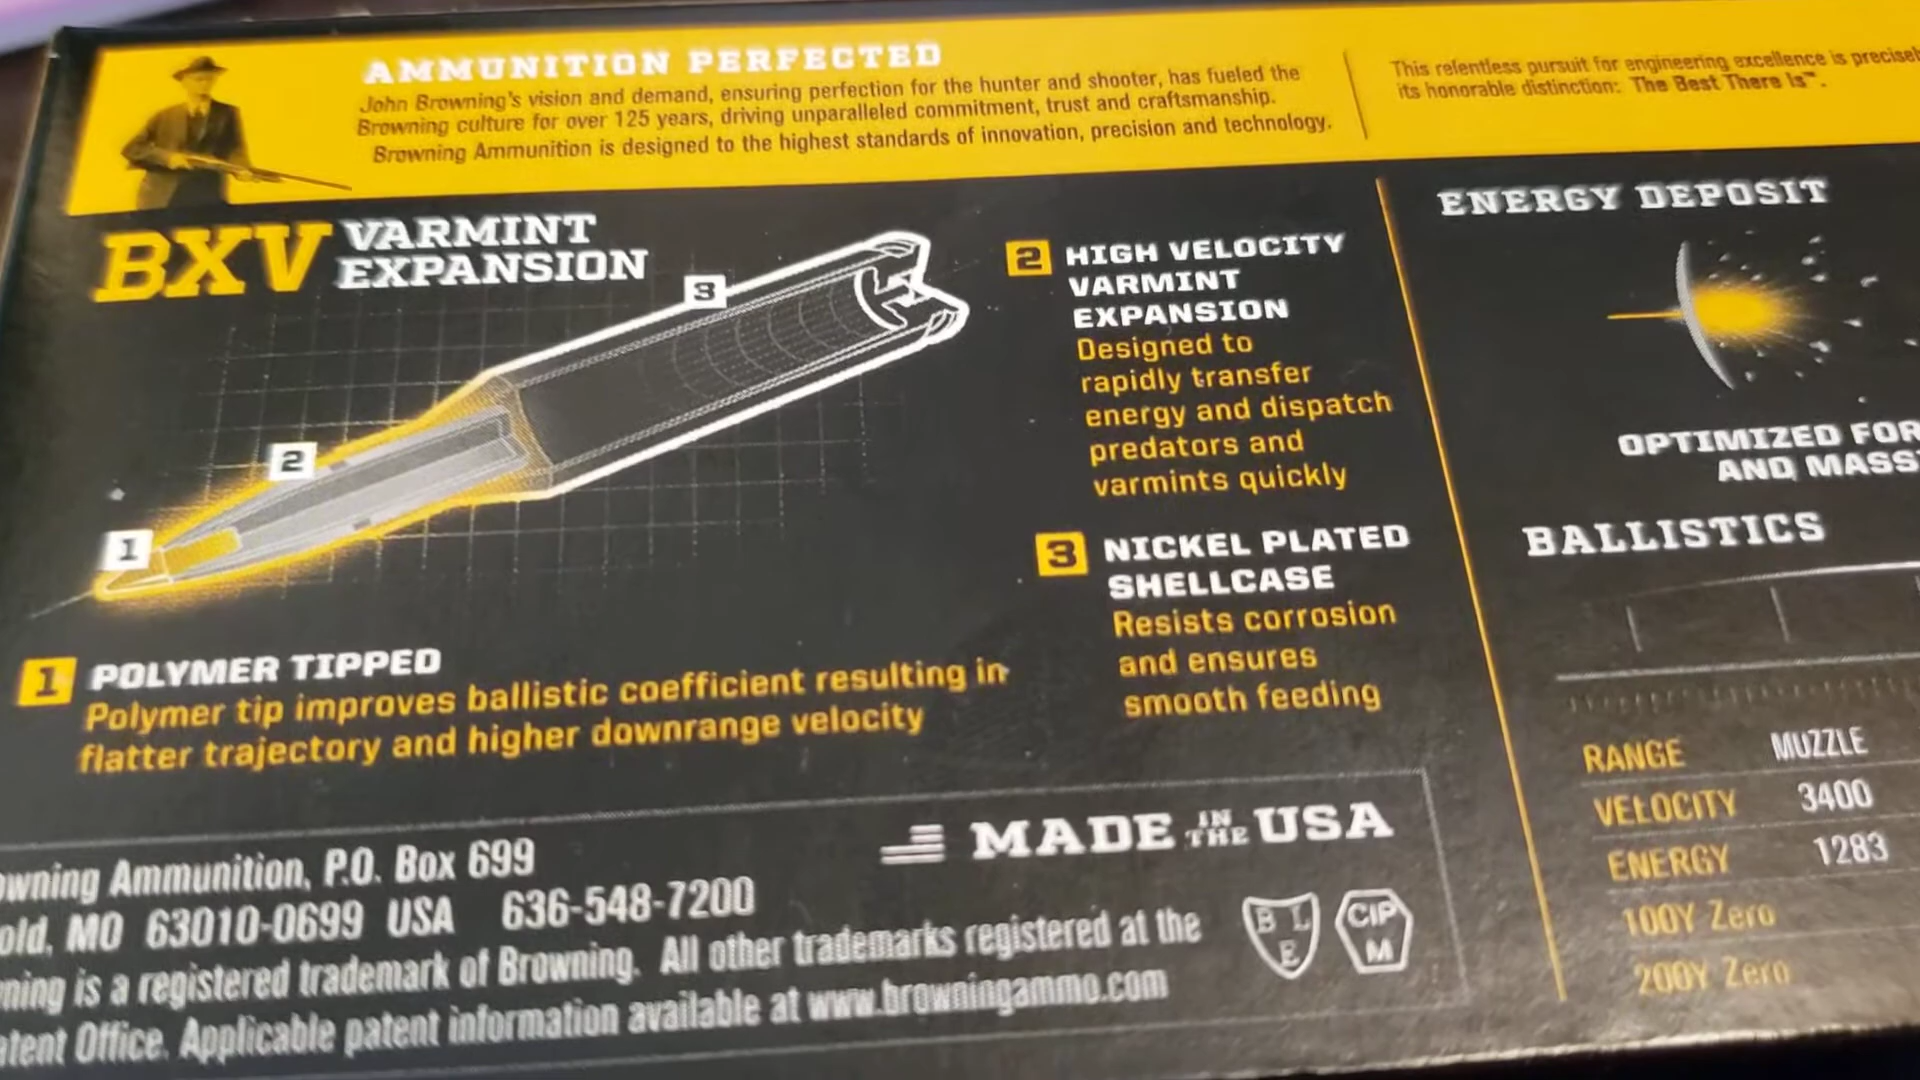 AMMUNITION PERFECTED
John Browning's vision and demand, ensuring perfection for the hunter and shooter, has fueled the
Browning culture for over 125 years, driving unparalleled commitment, trust and craftsmanship.
Browning Ammunition is designed to the highest standards of innovation, precision and technology.
This relentless pursuit for engineering excellence is precisel
its honorable distinction: The Best There Is™.
BXV VARMINT
EXPANSION
3
2
1
1 POLYMER TIPPED
Polymer tip improves ballistic coefficient resulting in
flatter trajectory and higher downrange velocity
2 HIGH VELOCITY
VARMINT
EXPANSION
Designed to
rapidly transfer
energy and dispatch
predators and
varmints quickly
3 NICKEL PLATED
SHELLCASE
Resists corrosion
and ensures
smooth feeding
ENERGY DEPOSIT
OPTIMIZED FOR
AND MASS
BALLISTICS
RANGE MUZZLE
VELOCITY 3400
ENERGY 1283
100Y Zero
200Y Zero
owning Ammunition, P.O. Box 699
old, MO 63010-0699 USA 636-548-7200
ning is a registered trademark of Browning. All other trademarks registered at the
atent Office. Applicable patent information available at www.browningammo.com
MADE IN THE USA
B L E
CIP M